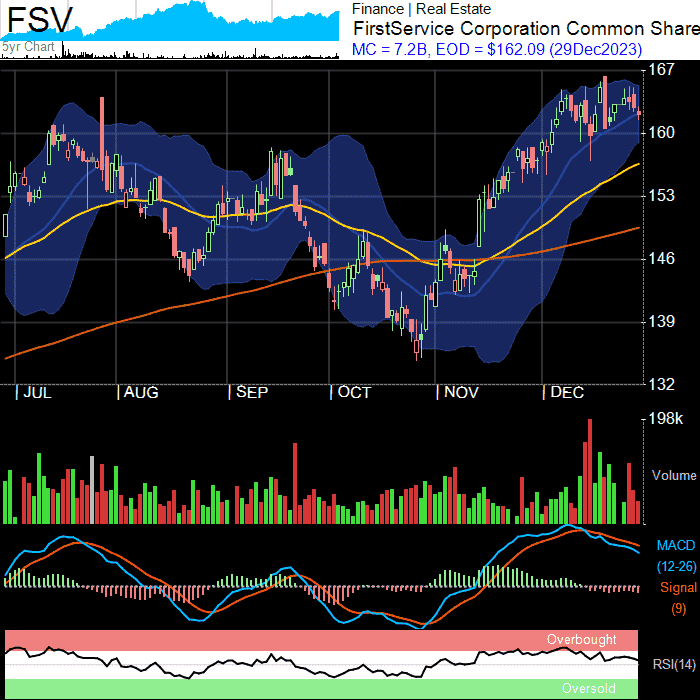 FSV
5yr Chart
Finance | Real Estate
FirstService Corporation Common Share
MC = 7.2B, EOD = $162.09 (29Dec2023)
167
160
153
146
139
132
JUL AUG SEP OCT NOV DEC
198k
Volume
MACD
(12-26)
Signal
(9)
Overbought
RSI(14)
Oversold